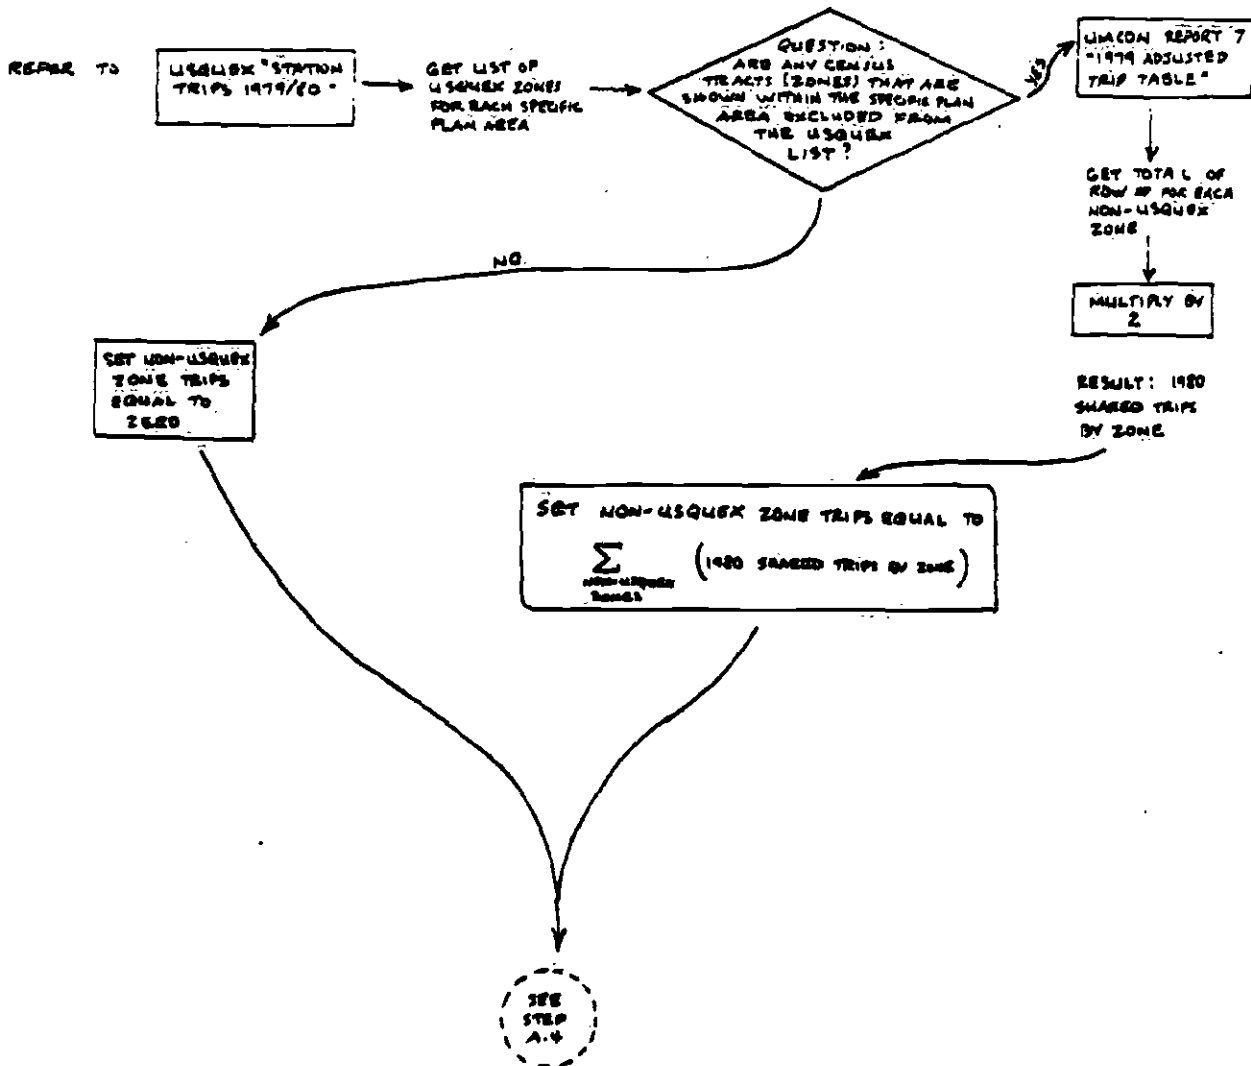 REFER TO
USQUEX "STATION
TRIPS 1979/80"
GET LIST OF
USQUEX ZONES
FOR EACH SPECIFIC
PLAN AREA
QUESTION:
ARE ANY CENSUS
TRACTS (ZONES) THAT ARE
SHOWN WITHIN THE SPECIFIC PLAN
AREA EXCLUDED FROM
THE USQUEX
LIST?
YES
UMCON REPORT 7
"1979 ADJUSTED
TRIP TABLE"
GET TOTAL OF
ROW # FOR EACH
NON-USQUEX
ZONE
MULTIPLY BY
2
RESULT: 1980
SHARED TRIPS
BY ZONE
NO
SET NON-USQUEX
ZONE TRIPS
EQUAL TO
ZERO
SET NON-USQUEX ZONE TRIPS EQUAL TO
∑ (1980 SHARED TRIPS BY ZONE)
NON-USQUEX
ZONES
SEE
STEP
A.4